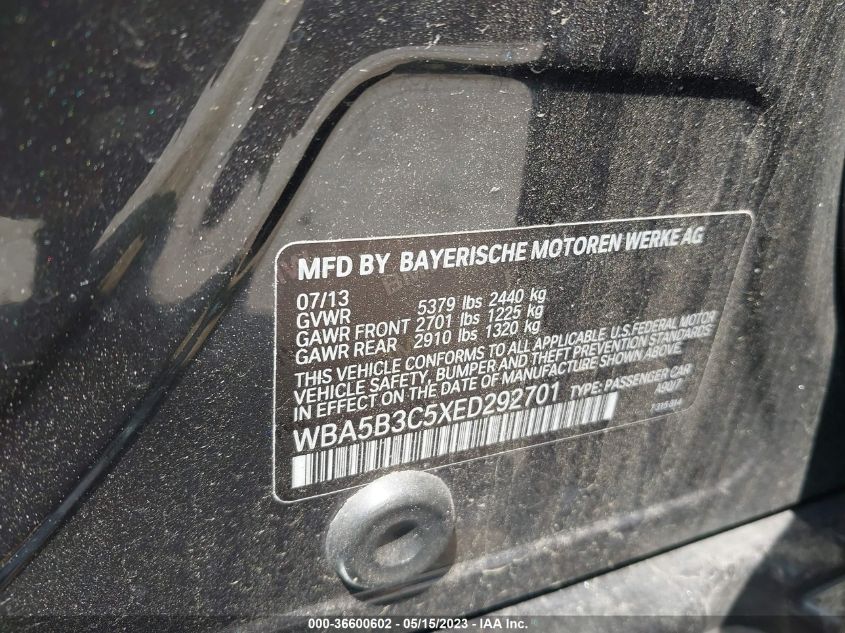 MFD BY BAYERISCHE MOTOREN WERKE AG
07/13
GVWR 5379 lbs 2440 kg
GAWR FRONT 2701 lbs 1225 kg
GAWR REAR 2910 lbs 1320 kg
THIS VEHICLE CONFORMS TO ALL APPLICABLE U.S.FEDERAL MOTOR
VEHICLE SAFETY, BUMPER AND THEFT PREVENTION STANDARDS
IN EFFECT ON THE DATE OF MANUFACTURE SHOWN ABOVE.
WBA5B3C5XED292701 TYPE: PASSENGER CAR
000-36600602 - 05/15/2023 - IAA Inc.